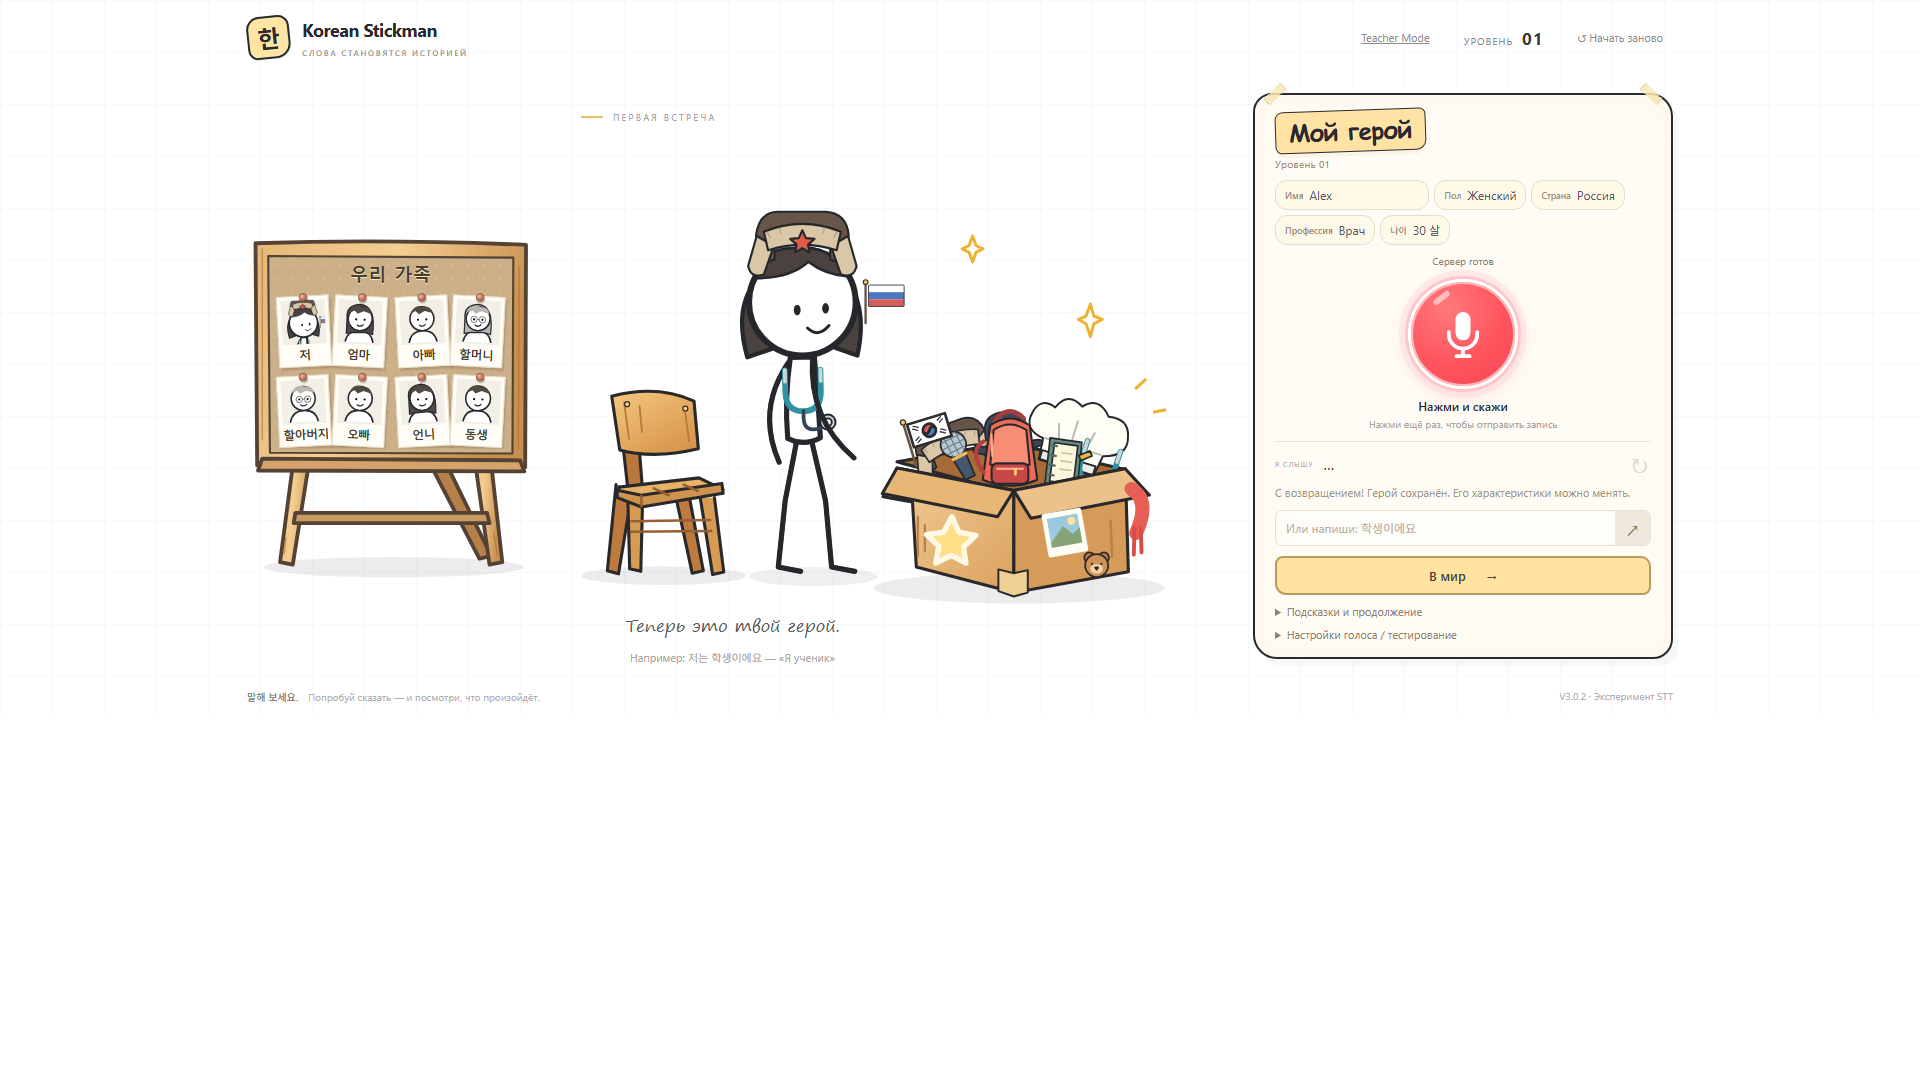 한
Korean Stickman
СЛОВА СТАНОВЯТСЯ ИСТОРИЕЙ
Teacher Mode
УРОВЕНЬ 01
↺ Начать заново
ПЕРВАЯ ВСТРЕЧА
우리 가족
저 엄마 아빠 할머니
할아버지 오빠 언니 동생
Теперь это твой герой.
Например: 저는 학생이에요 — «Я ученик»
Мой герой
Уровень 01
Имя Alex
Пол Женский
Страна Россия
Профессия Врач
나이 30 살
Сервер готов
Нажми и скажи
Нажми ещё раз, чтобы отправить запись
Я СЛЫШУ ...
С возвращением! Герой сохранён. Его характеристики можно менять.
Или напиши: 학생이에요 ↗
В мир →
▶ Подсказки и продолжение
▶ Настройки голоса / тестирование
말해 보세요. Попробуй сказать — и посмотри, что произойдёт.
V3.0.2 · Эксперимент STT